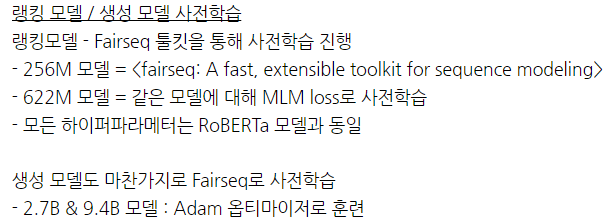 랭킹 모델 / 생성 모델 사전학습
랭킹모델 - Fairseq 툴킷을 통해 사전학습 진행
- 256M 모델 = <fairseq: A fast, extensible toolkit for sequence modeling>
- 622M 모델 = 같은 모델에 대해 MLM loss로 사전학습
- 모든 하이퍼파라메터는 RoBERTa 모델과 동일
생성 모델도 마찬가지로 Fairseq로 사전학습
- 2.7B & 9.4B 모델 : Adam 옵티마이저로 훈련